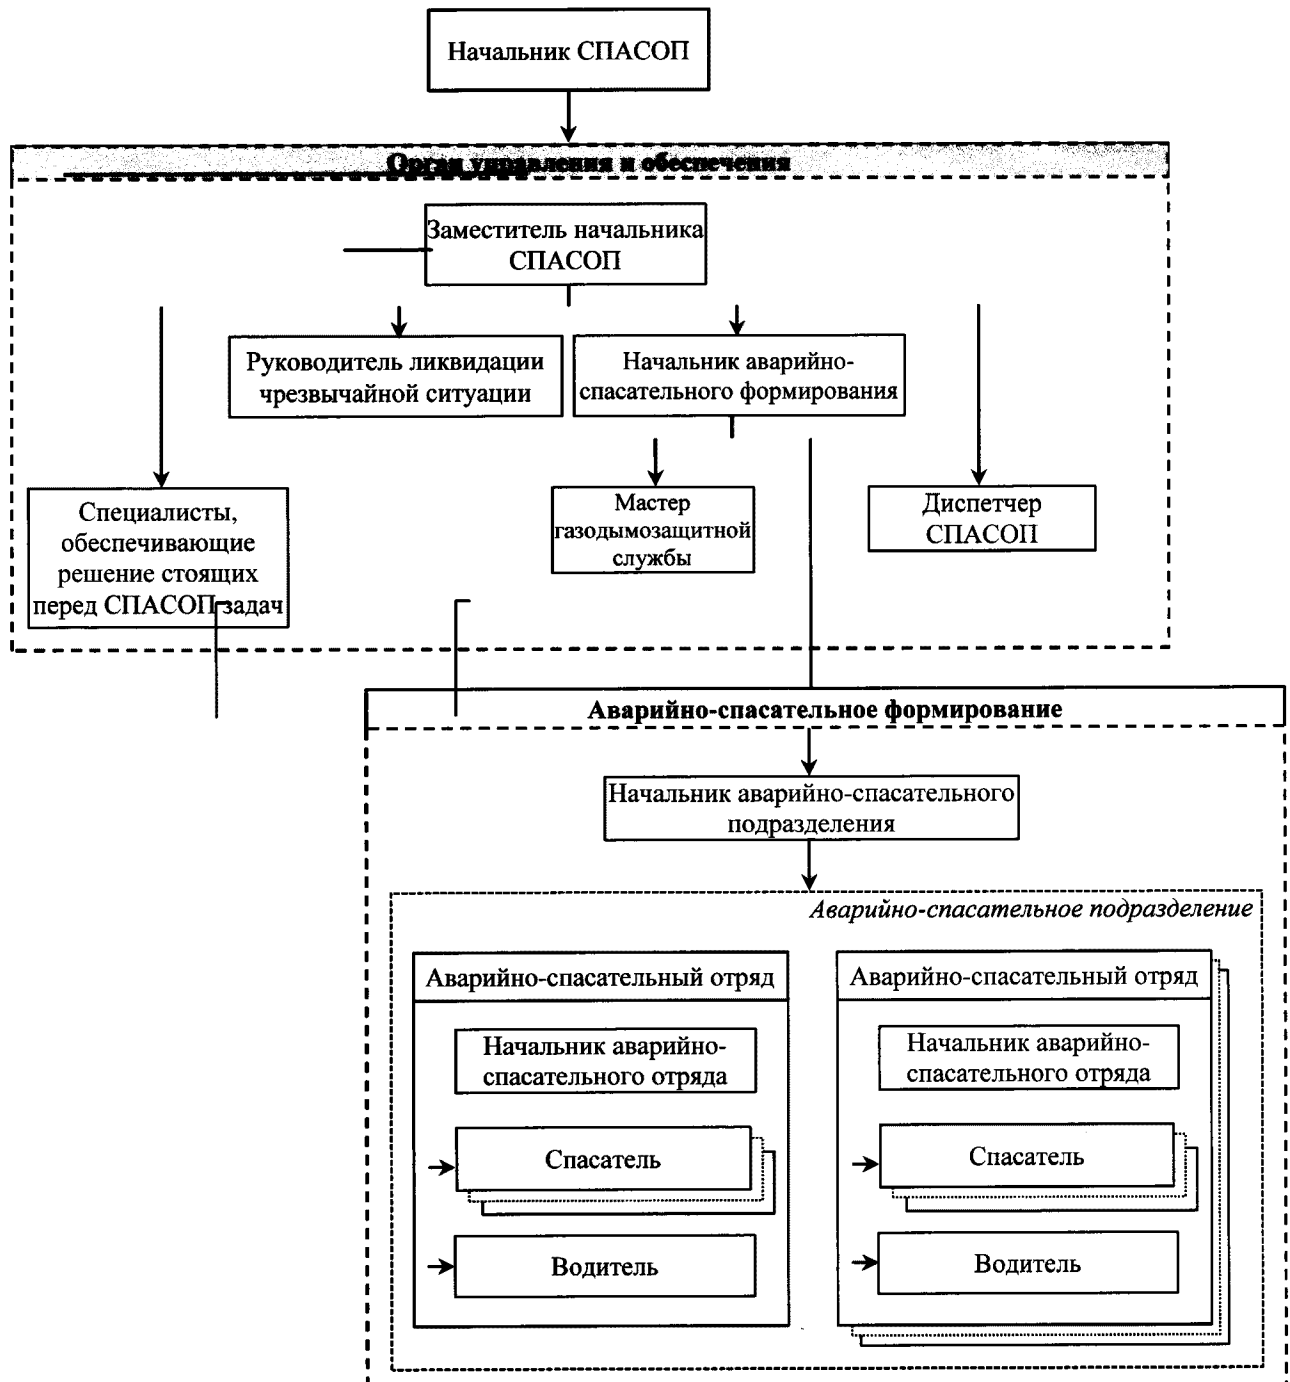 Начальник СПАСОП
Орган управления и обеспечения
Заместитель начальника
СПАСОП
Руководитель ликвидации
чрезвычайной ситуации
Начальник аварийно-
спасательного формирования
Специалисты,
обеспечивающие
решение стоящих
перед СПАСОП задач
Мастер
газодымозащитной
службы
Диспетчер
СПАСОП
Аварийно-спасательное формирование
Начальник аварийно-спасательного
подразделения
Аварийно-спасательное подразделение
Аварийно-спасательный отряд
Начальник аварийно-
спасательного отряда
Спасатель
Водитель
Аварийно-спасательный отряд
Начальник аварийно-
спасательного отряда
Спасатель
Водитель